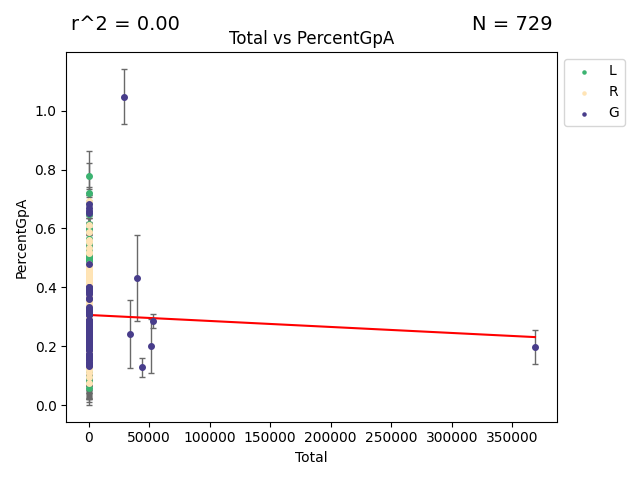 r^2 = 0.00
N = 729
Total vs PercentGpA
L
R
G
PercentGpA
1.0
0.8
0.6
0.4
0.2
0.0
0
50000
100000
150000
200000
250000
300000
350000
Total